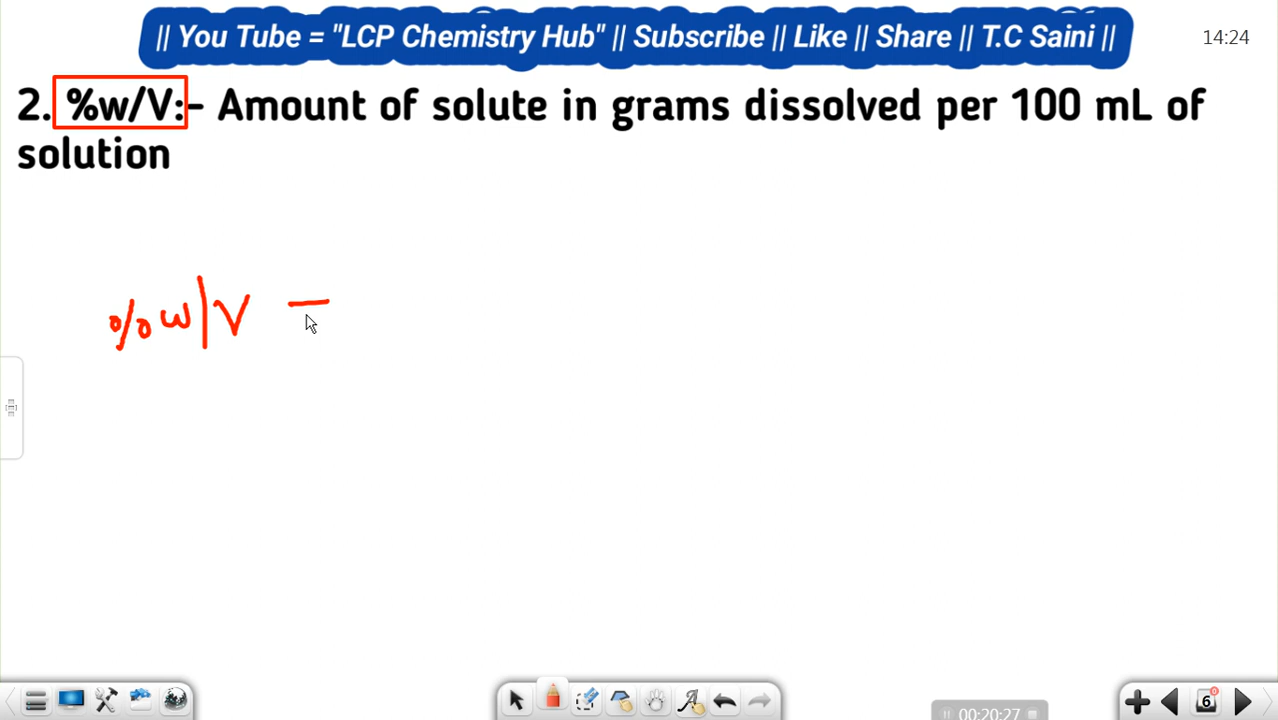 || You Tube = "LCP Chemistry Hub" || Subscribe || Like || Share || T.C Saini ||
14:24
2. %w/V:- Amount of solute in grams dissolved per 100 mL of
solution
%w/V —
6
00:20:27